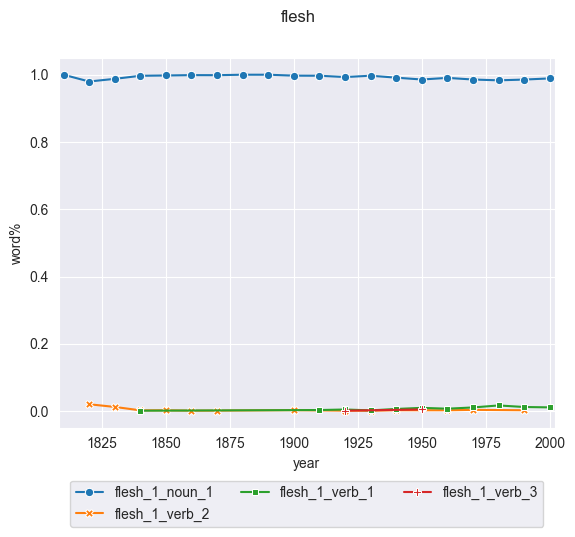 flesh
1.0
0.8
0.6
0.4
0.2
0.0
word%
1825 1850 1875 1900 1925 1950 1975 2000
year
flesh_1_noun_1 flesh_1_verb_1 flesh_1_verb_3
flesh_1_verb_2